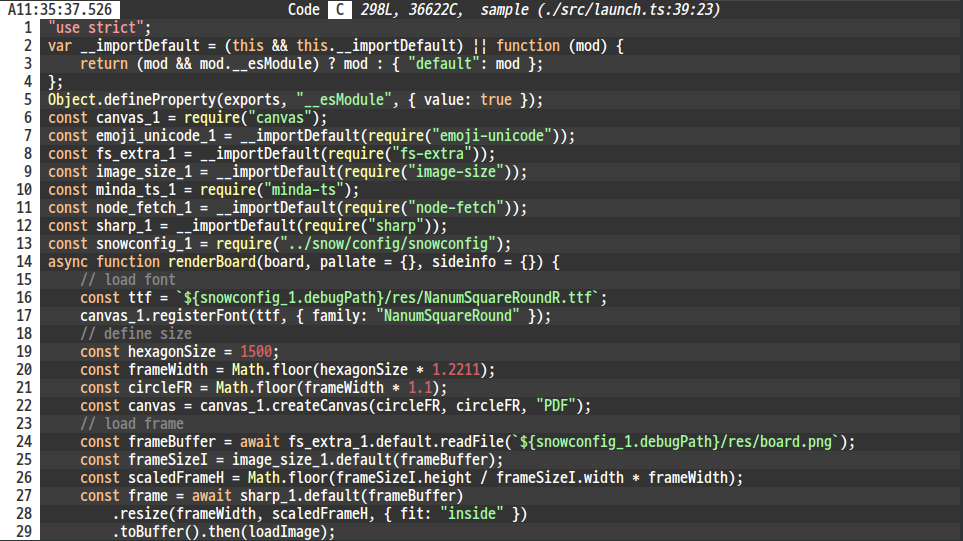 A11:35:37.526 Code C 298L, 36622C, sample (./src/launch.ts:39:23)
1 "use strict";
2 var __importDefault = (this && this.__importDefault) || function (mod) {
3     return (mod && mod.__esModule) ? mod : { "default": mod };
4 };
5 Object.defineProperty(exports, "__esModule", { value: true });
6 const canvas_1 = require("canvas");
7 const emoji_unicode_1 = __importDefault(require("emoji-unicode"));
8 const fs_extra_1 = __importDefault(require("fs-extra"));
9 const image_size_1 = __importDefault(require("image-size"));
10 const minda_ts_1 = require("minda-ts");
11 const node_fetch_1 = __importDefault(require("node-fetch"));
12 const sharp_1 = __importDefault(require("sharp"));
13 const snowconfig_1 = require("../snow/config/snowconfig");
14 async function renderBoard(board, pallate = {}, sideinfo = {}) {
15     // load font
16     const ttf = `${snowconfig_1.debugPath}/res/NanumSquareRoundR.ttf`;
17     canvas_1.registerFont(ttf, { family: "NanumSquareRound" });
18     // define size
19     const hexagonSize = 1500;
20     const frameWidth = Math.floor(hexagonSize * 1.2211);
21     const circleFR = Math.floor(frameWidth * 1.1);
22     const canvas = canvas_1.createCanvas(circleFR, circleFR, "PDF");
23     // load frame
24     const frameBuffer = await fs_extra_1.default.readFile(`${snowconfig_1.debugPath}/res/board.png`);
25     const frameSizeI = image_size_1.default(frameBuffer);
26     const scaledFrameH = Math.floor(frameSizeI.height / frameSizeI.width * frameWidth);
27     const frame = await sharp_1.default(frameBuffer)
28         .resize(frameWidth, scaledFrameH, { fit: "inside" })
29         .toBuffer().then(loadImage);